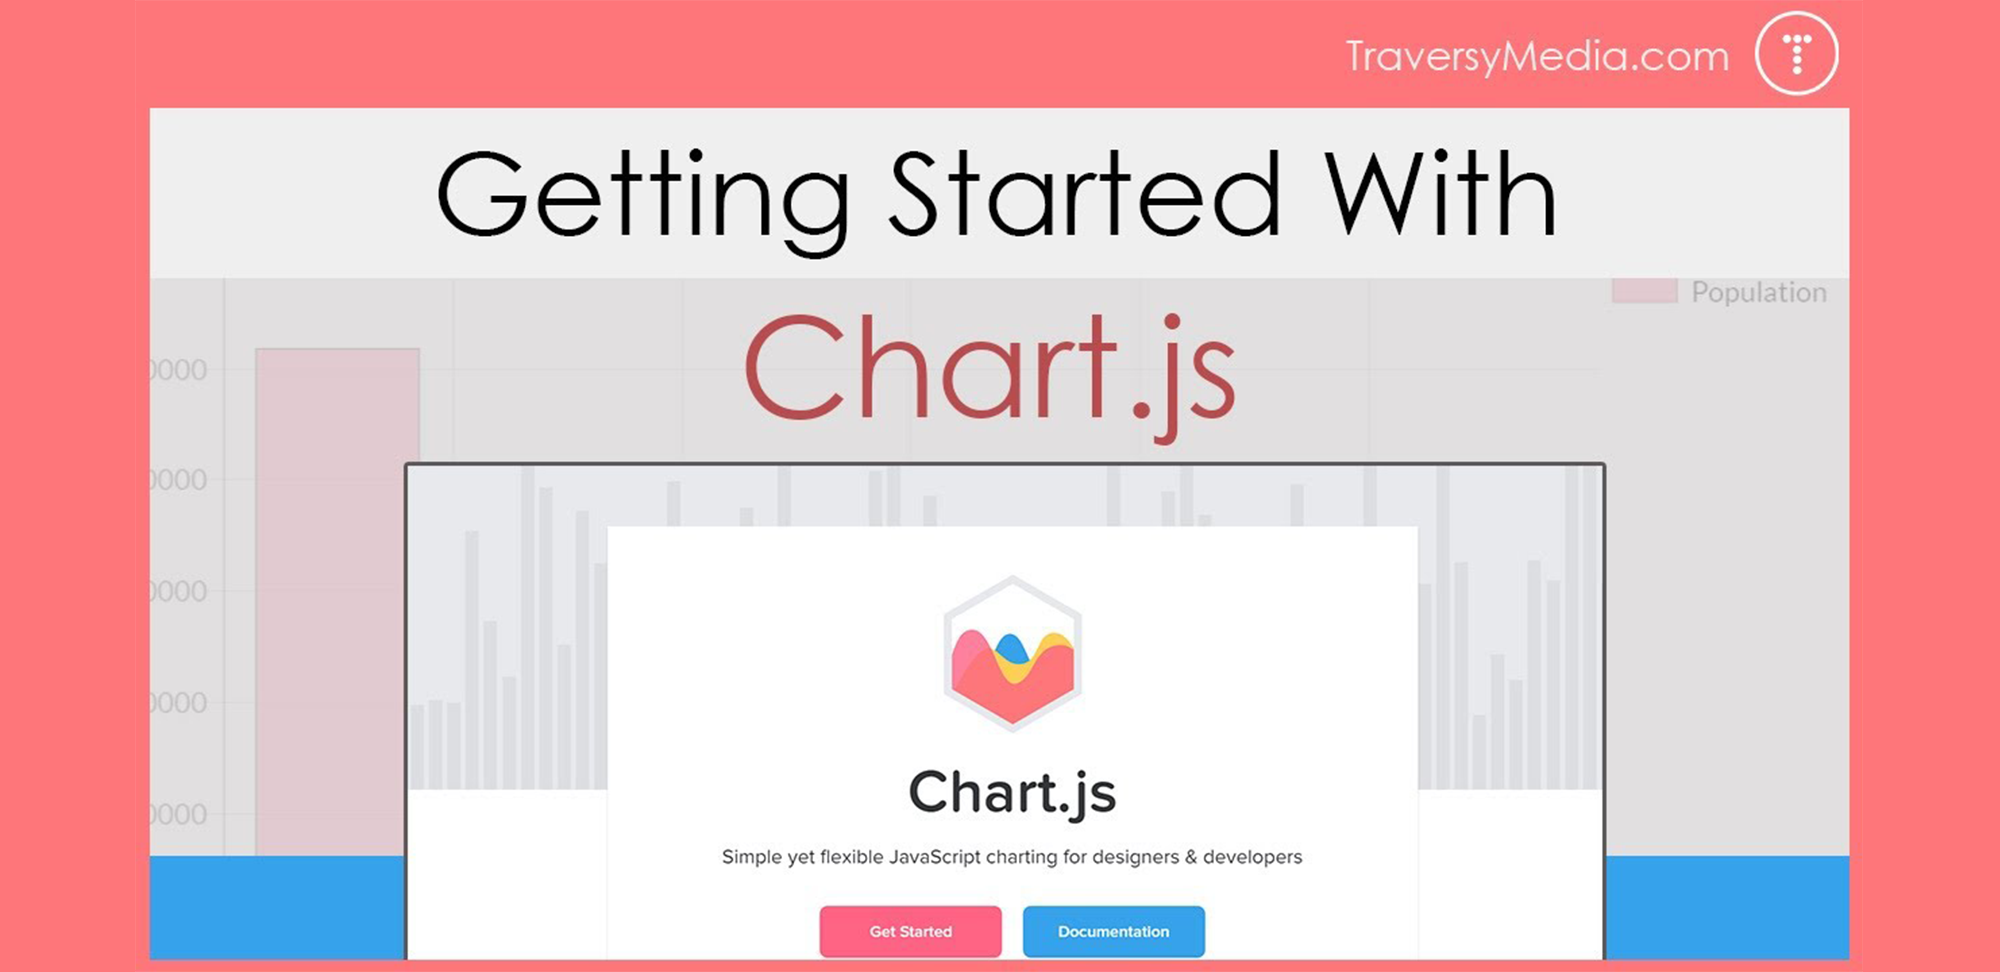 TraversyMedia.com
Getting Started With
Population
Chart.js
0000
0000
0000
0000
0000
Chart.js
Simple yet flexible JavaScript charting for designers & developers
Get Started
Documentation